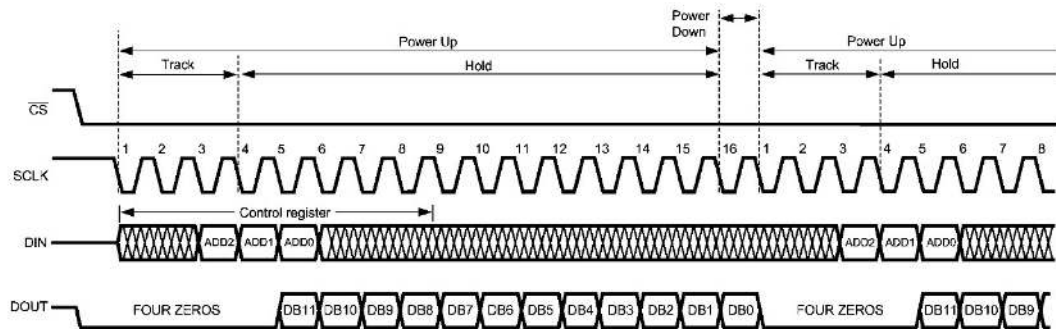 Power Down
Power Up
Power Up
Track
Hold
Track
Hold
CS
1 2 3 4 5 6 7 8 9 10 11 12 13 14 15 16 1 2 3 4 5 6 7 8
SCLK
Control register
DIN
ADD2 ADD1 ADD0 ADD2 ADD1 ADD0
DOUT
FOUR ZEROS DB11 DB10 DB9 DB8 DB7 DB6 DB5 DB4 DB3 DB2 DB1 DB0 FOUR ZEROS DB11 DB10 DB9